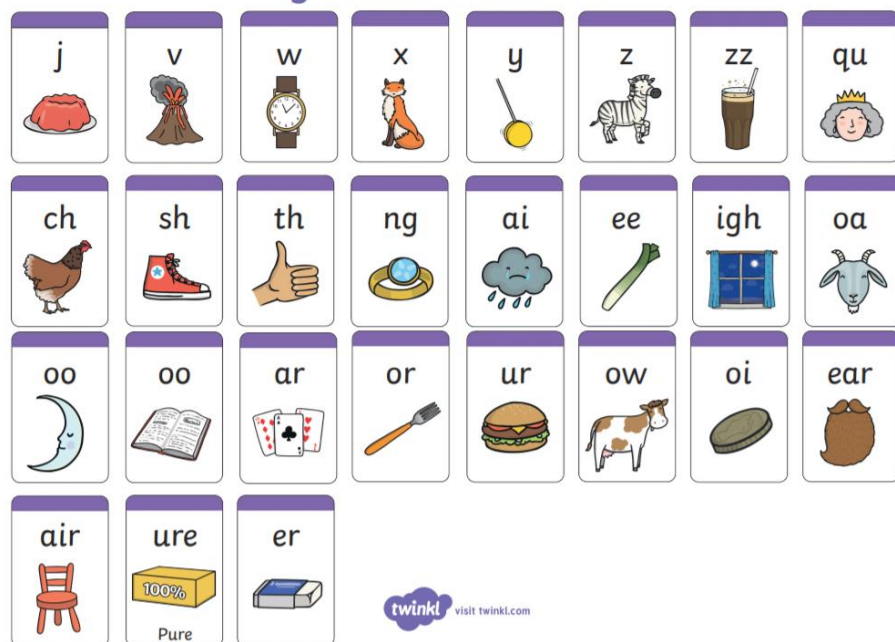 j v w x y z zz qu
ch sh th ng ai ee igh oa
oo oo ar or ur ow oi ear
air ure er
100%
Pure
twinkl visit twinkl.com